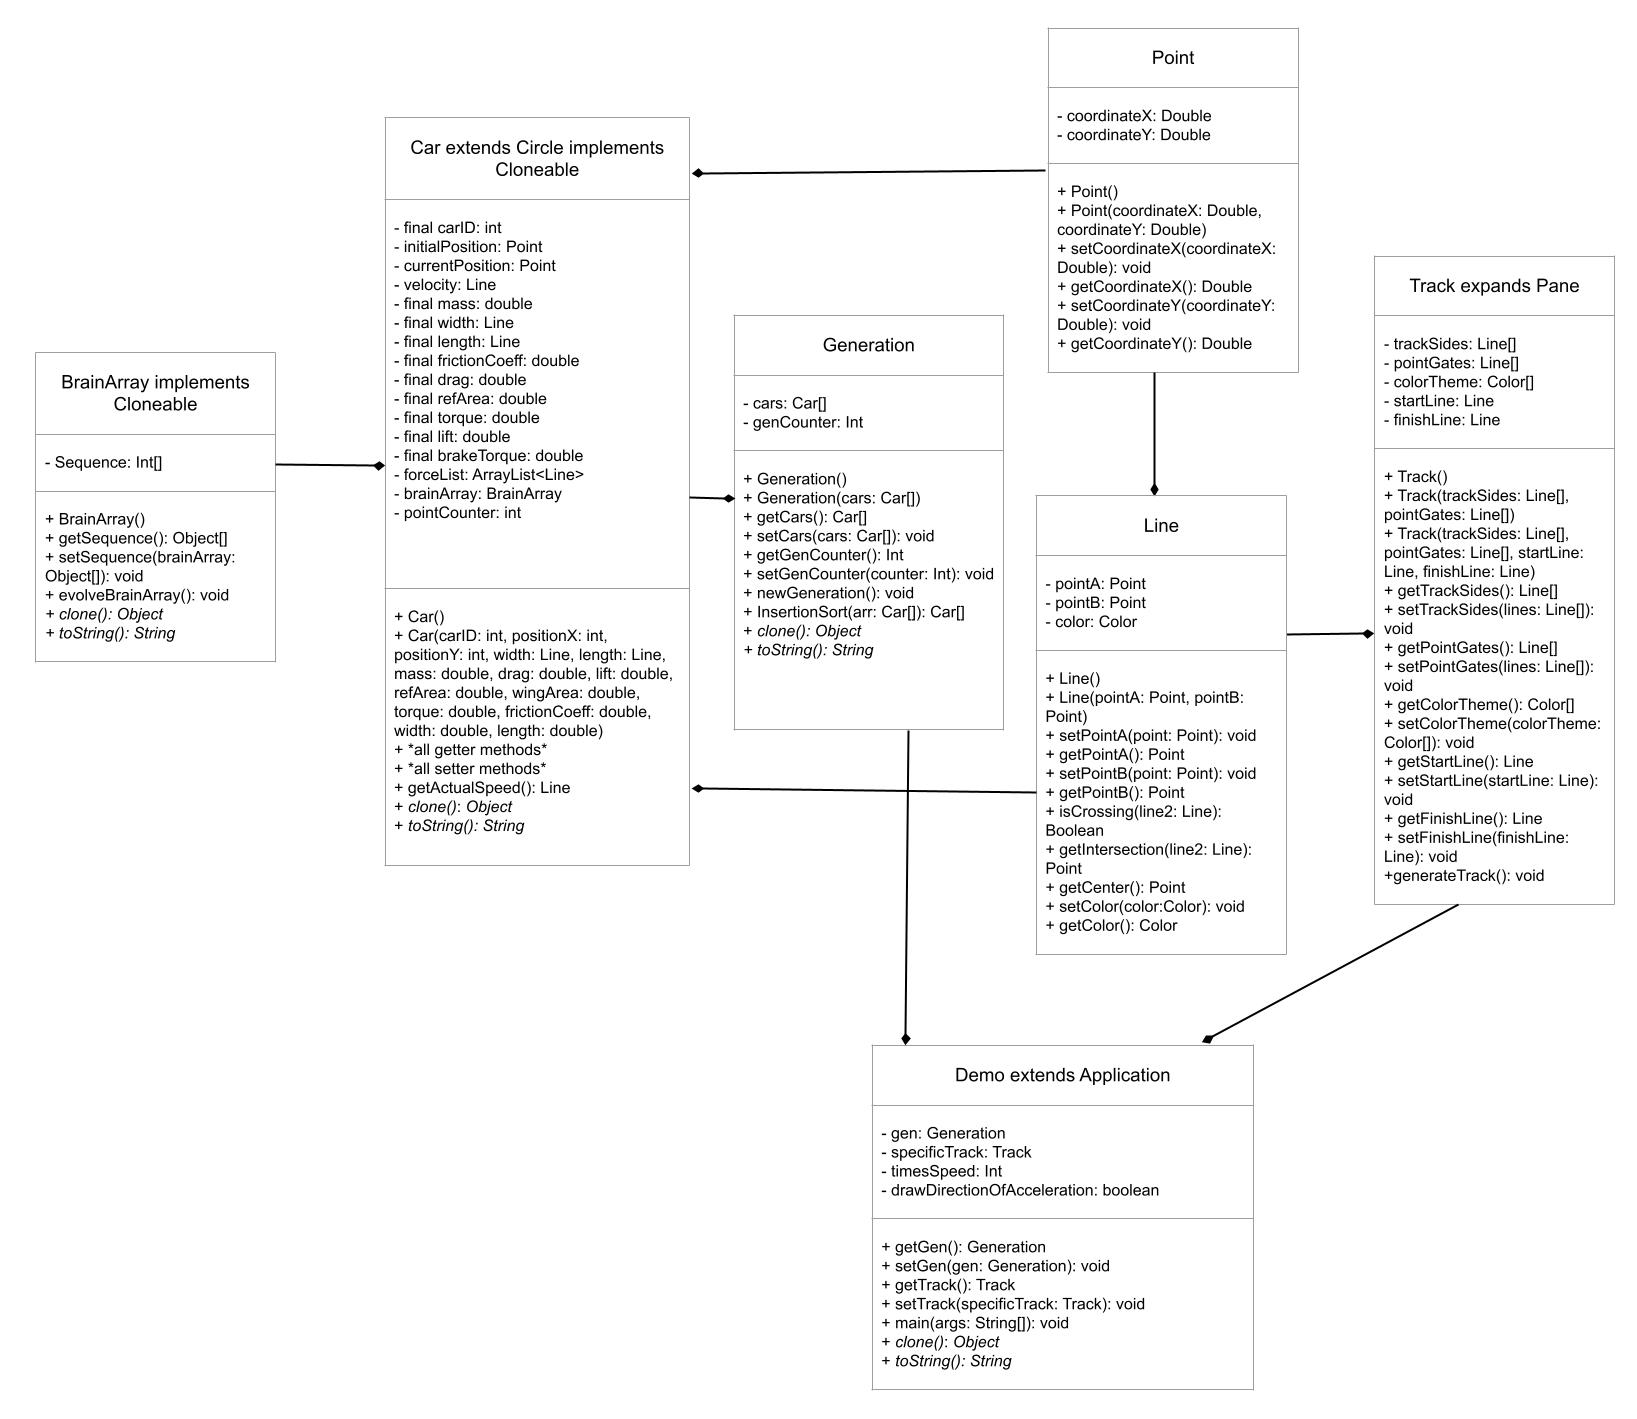 Point
- coordinateX: Double
- coordinateY: Double
+ Point()
+ Point(coordinateX: Double,
coordinateY: Double)
+ setCoordinateX(coordinateX:
Double): void
+ getCoordinateX(): Double
+ setCoordinateY(coordinateY:
Double): void
+ getCoordinateY(): Double
Car extends Circle implements
Cloneable
- final carID: int
- initialPosition: Point
- currentPosition: Point
- velocity: Line
- final mass: double
- final width: Line
- final length: Line
- final frictionCoeff: double
- final drag: double
- final refArea: double
- final torque: double
- final lift: double
- final brakeTorque: double
- forceList: ArrayList<Line>
- brainArray: BrainArray
- pointCounter: int
+ Car()
+ Car(carID: int, positionX: int,
positionY: int, width: Line, length: Line,
mass: double, drag: double, lift: double,
refArea: double, wingArea: double,
torque: double, frictionCoeff: double,
width: double, length: double)
+ *all getter methods*
+ *all setter methods*
+ getActualSpeed(): Line
+ clone(): Object
+ toString(): String
Track expands Pane
- trackSides: Line[]
- pointGates: Line[]
- colorTheme: Color[]
- startLine: Line
- finishLine: Line
+ Track()
+ Track(trackSides: Line[],
pointGates: Line[])
+ Track(trackSides: Line[],
pointGates: Line[], startLine:
Line, finishLine: Line)
+ getTrackSides(): Line[]
+ setTrackSides(lines: Line[]):
void
+ getPointGates(): Line[]
+ setPointGates(lines: Line[]):
void
+ getColorTheme(): Color[]
+ setColorTheme(colorTheme:
Color[]): void
+ getStartLine(): Line
+ setStartLine(startLine: Line):
void
+ getFinishLine(): Line
+ setFinishLine(finishLine:
Line): void
+generateTrack(): void
Generation
- cars: Car[]
- genCounter: Int
+ Generation()
+ Generation(cars: Car[])
+ getCars(): Car[]
+ setCars(cars: Car[]): void
+ getGenCounter(): Int
+ setGenCounter(counter: Int): void
+ newGeneration(): void
+ InsertionSort(arr: Car[]): Car[]
+ clone(): Object
+ toString(): String
BrainArray implements
Cloneable
- Sequence: Int[]
+ BrainArray()
+ getSequence(): Object[]
+ setSequence(brainArray:
Object[]): void
+ evolveBrainArray(): void
+ clone(): Object
+ toString(): String
Line
- pointA: Point
- pointB: Point
- color: Color
+ Line()
+ Line(pointA: Point, pointB:
Point)
+ setPointA(point: Point): void
+ getPointA(): Point
+ setPointB(point: Point): void
+ getPointB(): Point
+ isCrossing(line2: Line):
Boolean
+ getIntersection(line2: Line):
Point
+ getCenter(): Point
+ setColor(color:Color): void
+ getColor(): Color
Demo extends Application
- gen: Generation
- specificTrack: Track
- timesSpeed: Int
- drawDirectionOfAcceleration: boolean
+ getGen(): Generation
+ setGen(gen: Generation): void
+ getTrack(): Track
+ setTrack(specificTrack: Track): void
+ main(args: String[]): void
+ clone(): Object
+ toString(): String